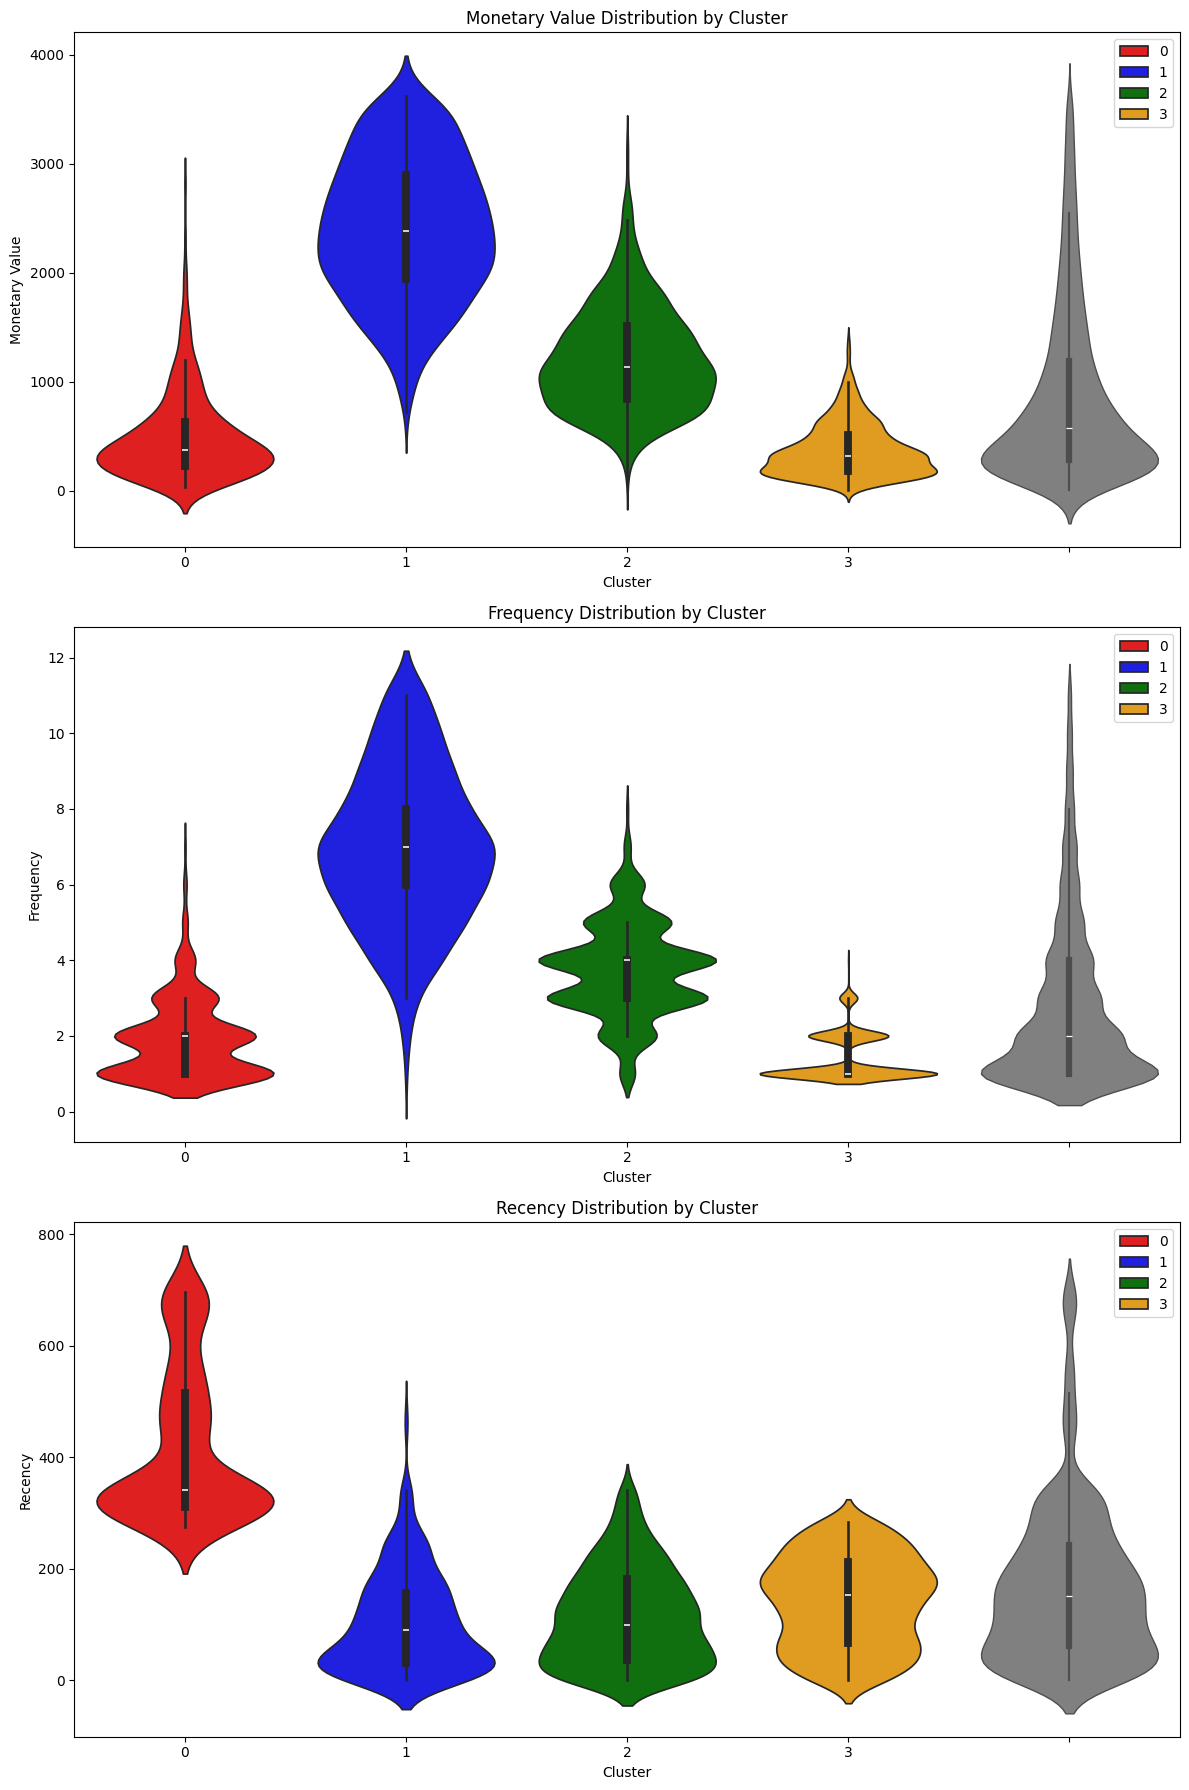 Monetary Value Distribution by Cluster
Monetary Value
4000
3000
2000
1000
0
0
1
2
3
0 1 2 3
Cluster
Frequency Distribution by Cluster
Frequency
12
10
8
6
4
2
0
0
1
2
3
0 1 2 3
Cluster
Recency Distribution by Cluster
Recency
800
600
400
200
0
0
1
2
3
0 1 2 3
Cluster